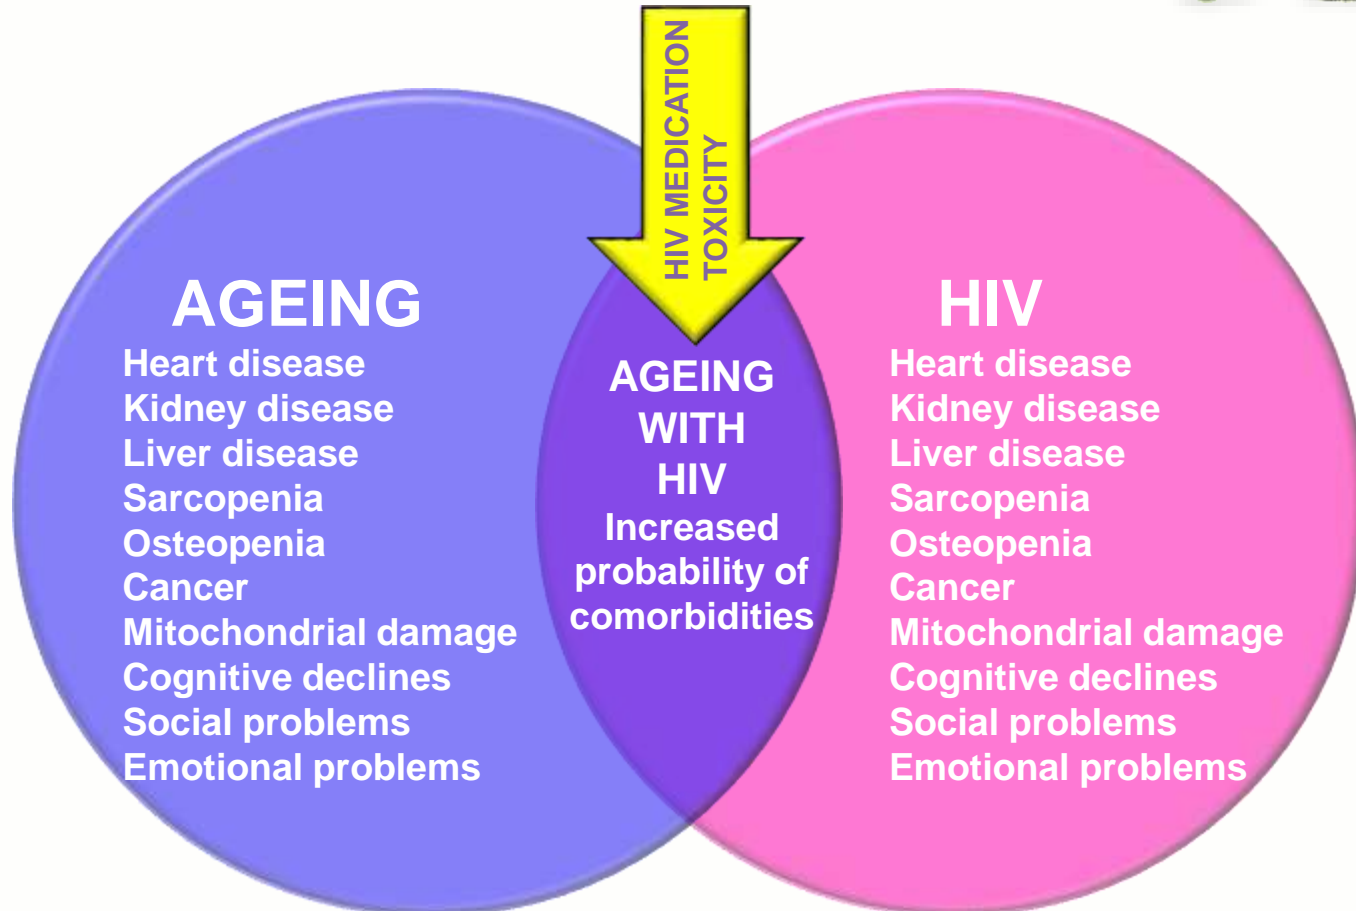 HIV MEDICATION
TOXICITY
AGEING
Heart disease
Kidney disease
Liver disease
Sarcopenia
Osteopenia
Cancer
Mitochondrial damage
Cognitive declines
Social problems
Emotional problems
AGEING
WITH
HIV
Increased
probability of
comorbidities
HIV
Heart disease
Kidney disease
Liver disease
Sarcopenia
Osteopenia
Cancer
Mitochondrial damage
Cognitive declines
Social problems
Emotional problems